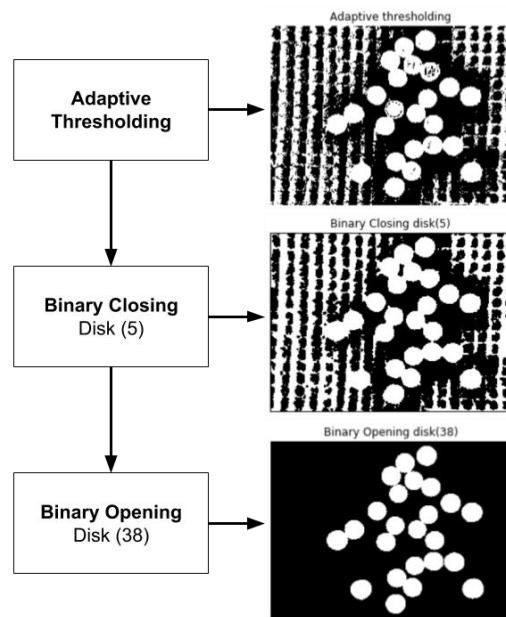 Adaptive thresholding
Adaptive
Thresholding
Binary Closing disk(5)
Binary Closing
Disk (5)
Binary Opening disk(38)
Binary Opening
Disk (38)